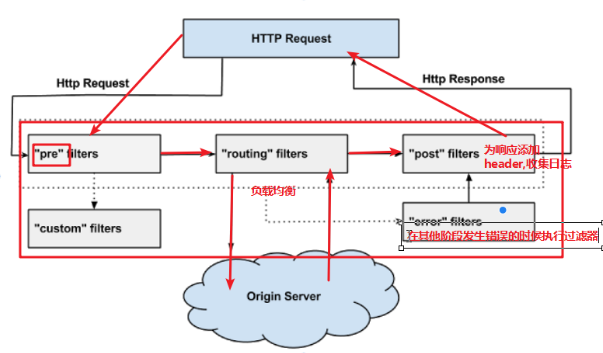 HTTP Request
Http Request
Http Response
"pre" filters
"routing" filters
"post" filters
为响应添加
header,收集日志
负载均衡
"custom" filters
"error" filters
在其他阶段发生错误的时候执行过滤器
Origin Server